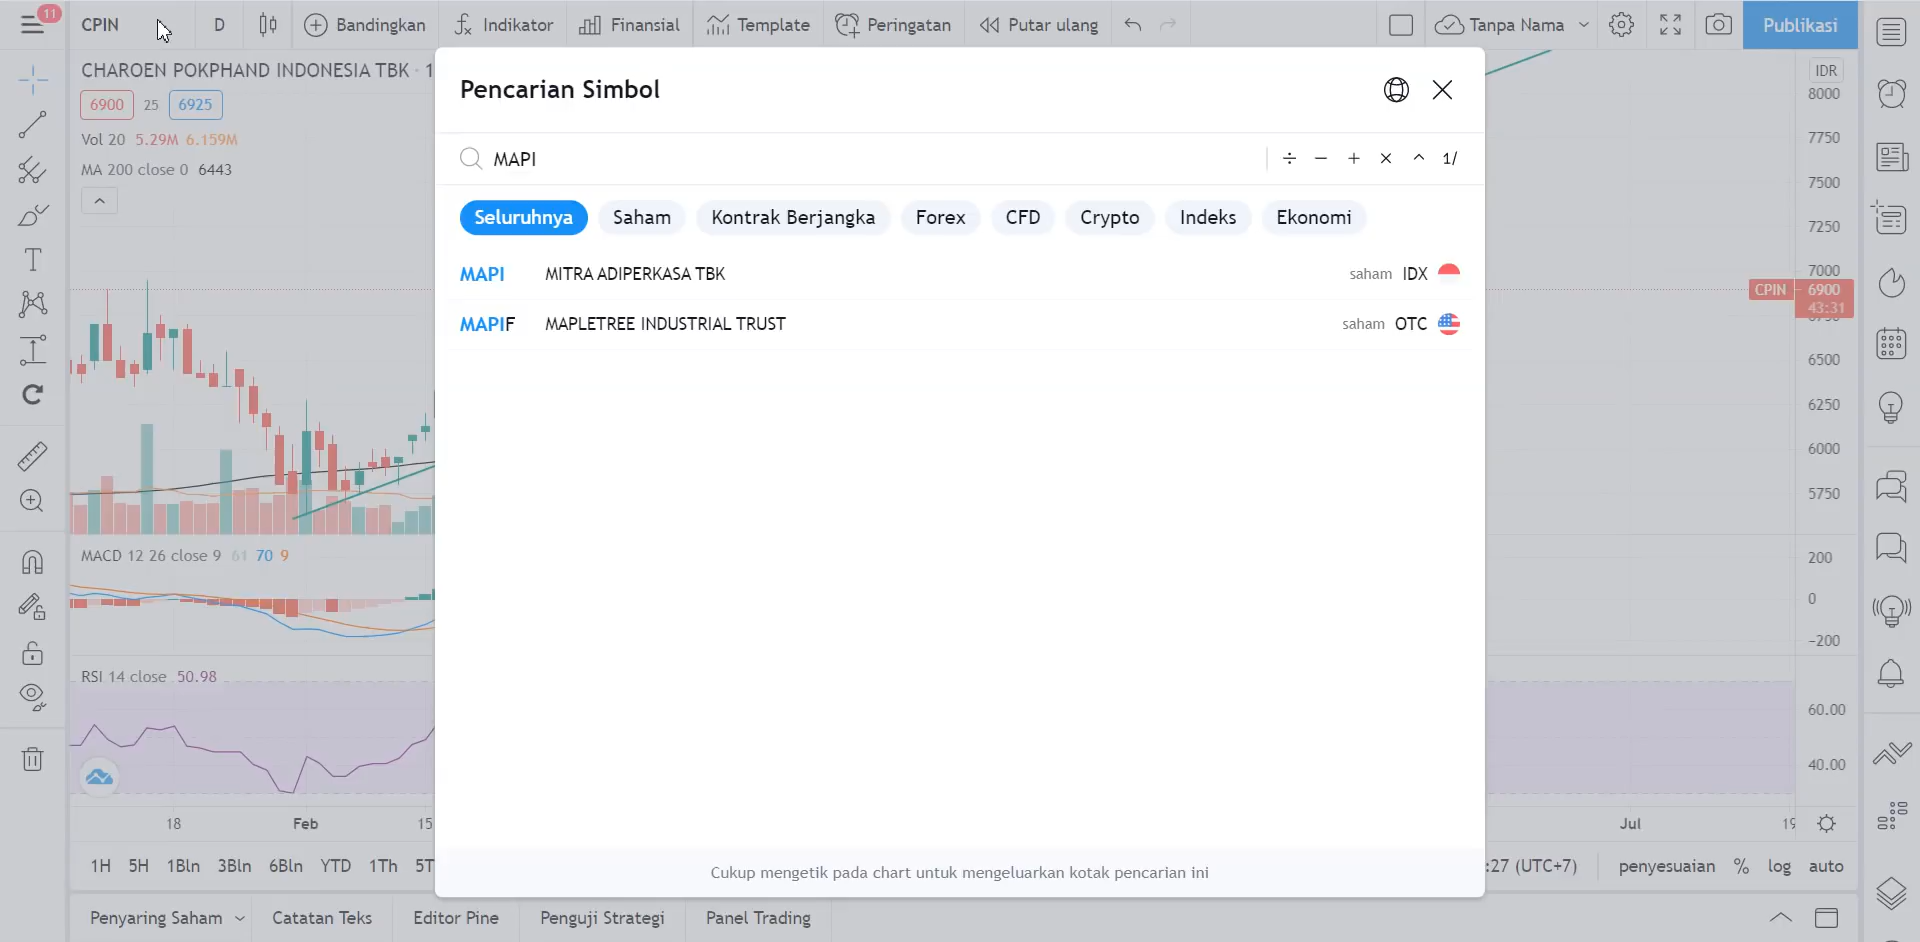 11
CPIN
D
Bandingkan
Indikator
Finansial
Template
Peringatan
Putar ulang
Tanpa Nama
Publikasi
CHAROEN POKPHAND INDONESIA TBK · 1
6900 25 6925
Vol 20 5.29M 6.159M
MA 200 close 0 6443
Pencarian Simbol
MAPI
÷ − + × ^ 1/
Seluruhnya Saham Kontrak Berjangka Forex CFD Crypto Indeks Ekonomi
MAPI MITRA ADIPERKASA TBK saham IDX
MAPIF MAPLETREE INDUSTRIAL TRUST saham OTC
Cukup mengetik pada chart untuk mengeluarkan kotak pencarian ini
IDR
8000
7750
7500
7250
7000
CPIN 6900
43:31
6500
6250
6000
5750
MACD 12 26 close 9 61 70 9
200
0
−200
RSI 14 close 50.98
60.00
40.00
18 Feb 15 Jul 19
1H 5H 1Bln 3Bln 6Bln YTD 1Th 5T
:27 (UTC+7) penyesuaian % log auto
Penyaring Saham Catatan Teks Editor Pine Penguji Strategi Panel Trading